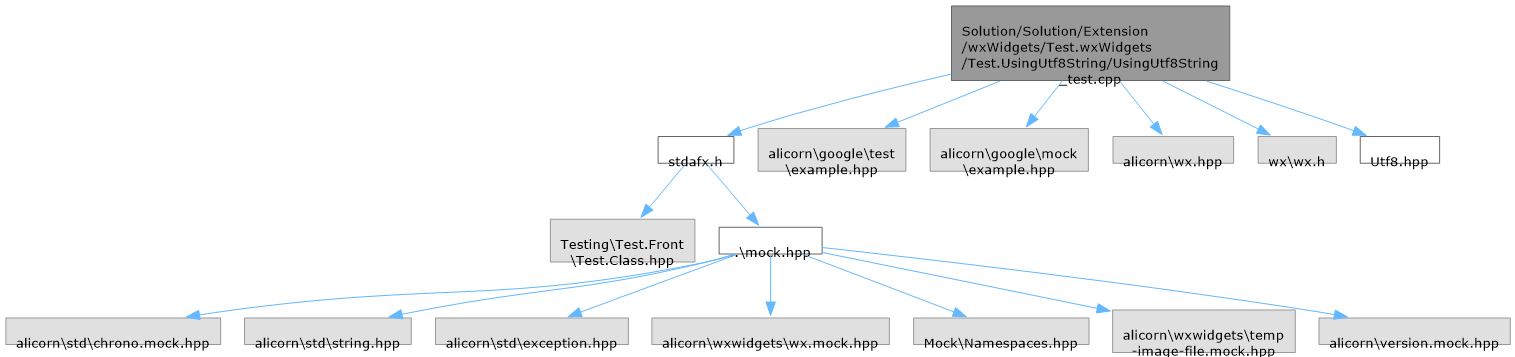 Solution/Solution/Extension
/wxWidgets/Test.wxWidgets
/Test.UsingUtf8String/UsingUtf8String
_test.cpp
stdafx.h
alicorn\google\test
\example.hpp
alicorn\google\mock
\example.hpp
alicorn\wx.hpp
wx\wx.h
Utf8.hpp
Testing\Test.Front
\Test.Class.hpp
.\mock.hpp
alicorn\std\chrono.mock.hpp
alicorn\std\string.hpp
alicorn\std\exception.hpp
alicorn\wxwidgets\wx.mock.hpp
Mock\Namespaces.hpp
alicorn\wxwidgets\temp
-image-file.mock.hpp
alicorn\version.mock.hpp